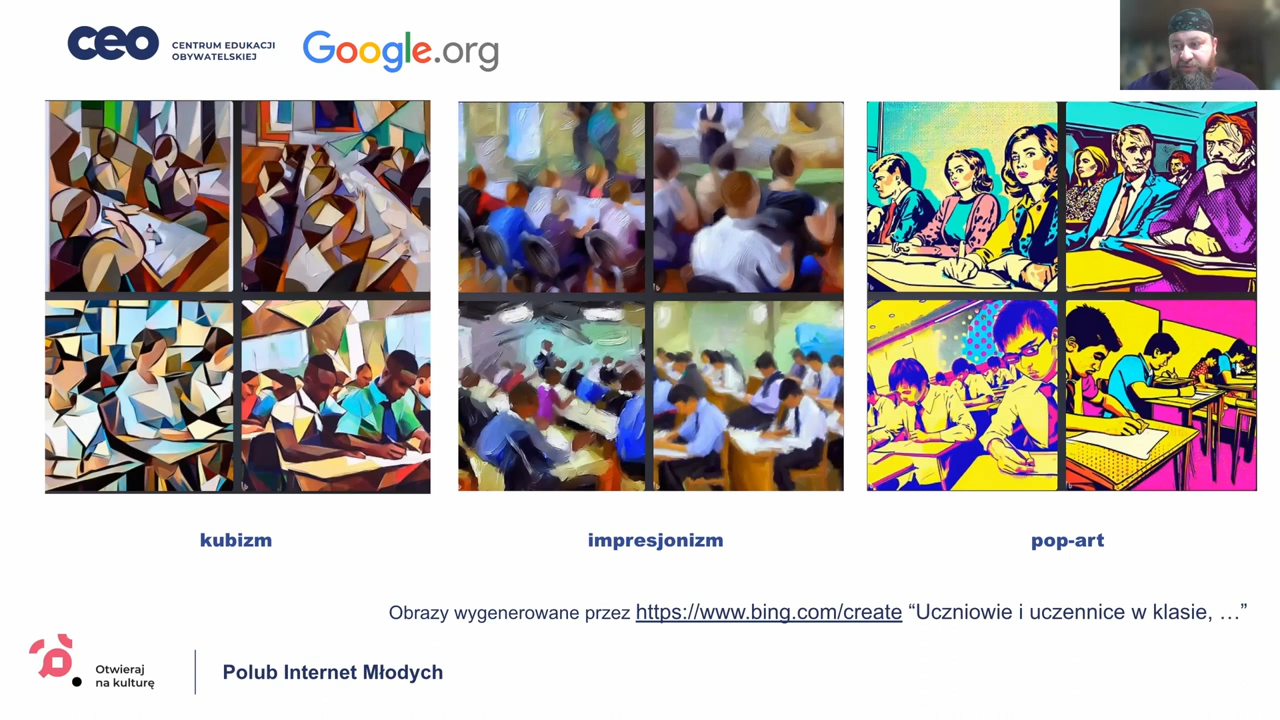 ceo
CENTRUM EDUKACJI
OBYWATELSKIEJ
Google.org
kubizm
impresjonizm
pop-art
Obrazy wygenerowane przez https://www.bing.com/create “Uczniowie i uczennice w klasie, …”
Otwieraj
na kulturę
Polub Internet Młodych